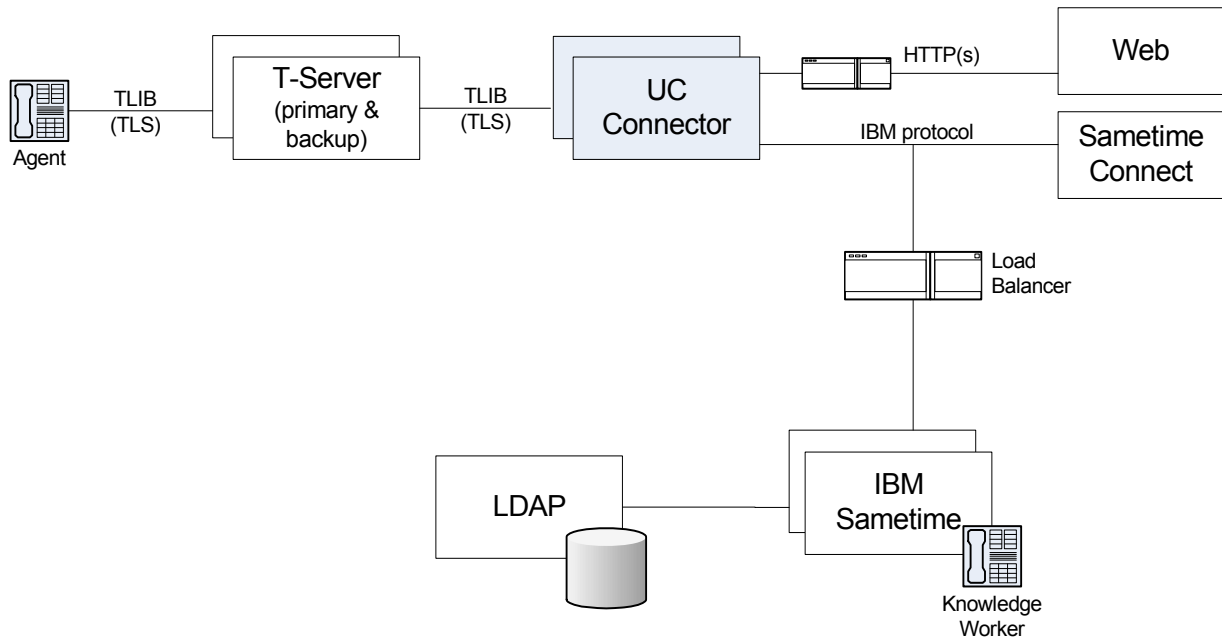 Agent
TLIB
(TLS)
T-Server
(primary &
backup)
TLIB
(TLS)
UC
Connector
HTTP(s)
Web
IBM protocol
Sametime
Connect
Load
Balancer
LDAP
IBM
Sametime
Knowledge
Worker